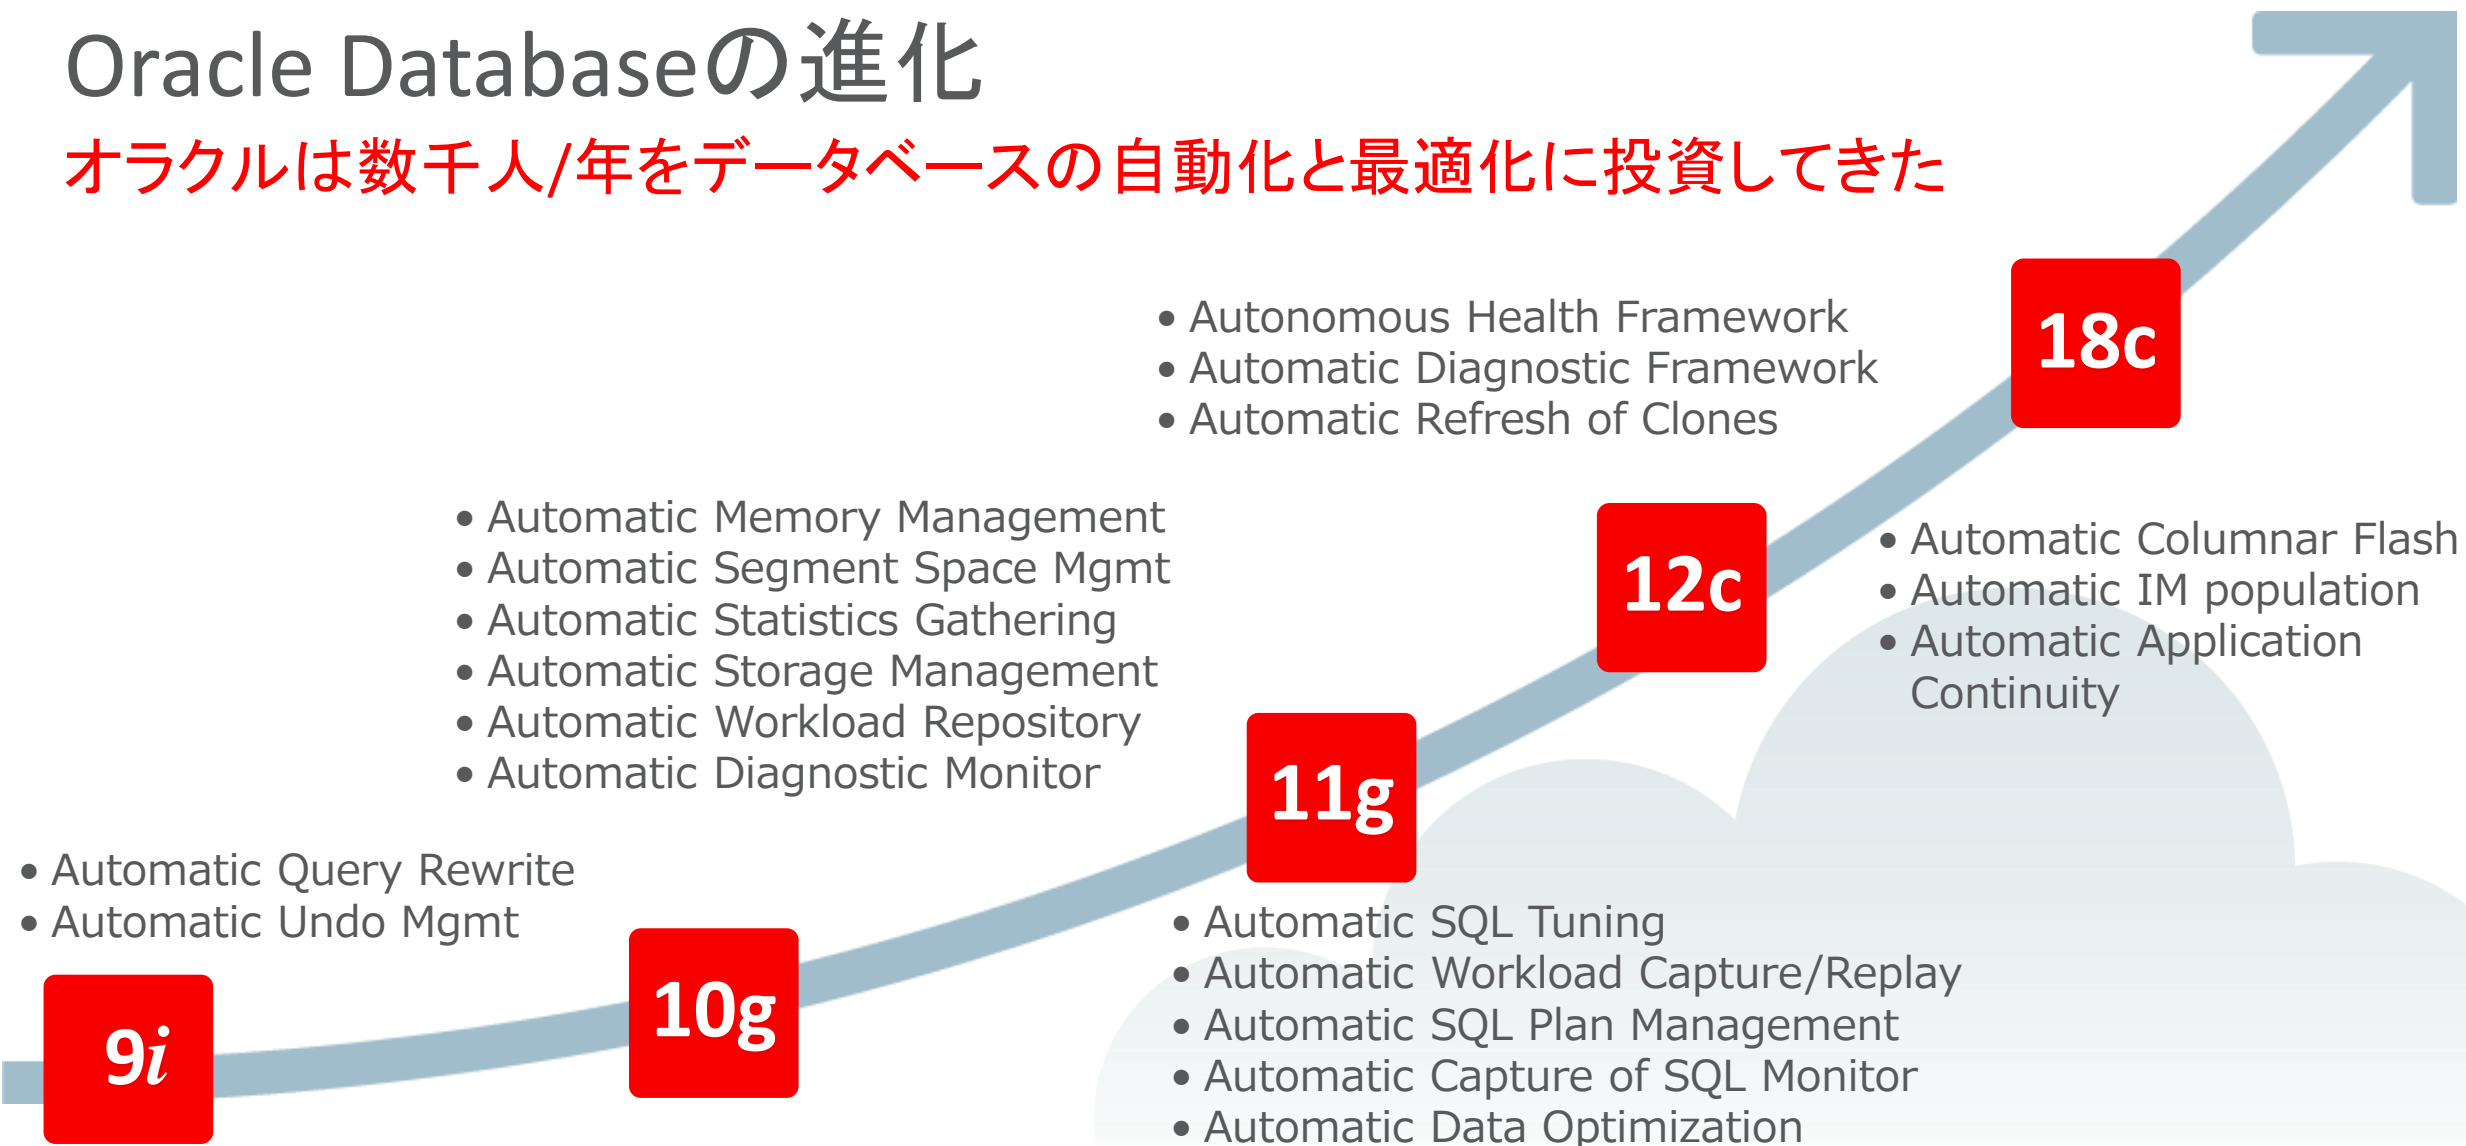 Oracle Databaseの進化
オラクルは数千人/年をデータベースの自動化と最適化に投資してきた
• Autonomous Health Framework
• Automatic Diagnostic Framework
• Automatic Refresh of Clones
18c
• Automatic Memory Management
• Automatic Segment Space Mgmt
• Automatic Statistics Gathering
• Automatic Storage Management
• Automatic Workload Repository
• Automatic Diagnostic Monitor
12c
• Automatic Columnar Flash
• Automatic IM population
• Automatic Application
Continuity
11g
• Automatic Query Rewrite
• Automatic Undo Mgmt
9i
10g
• Automatic SQL Tuning
• Automatic Workload Capture/Replay
• Automatic SQL Plan Management
• Automatic Capture of SQL Monitor
• Automatic Data Optimization